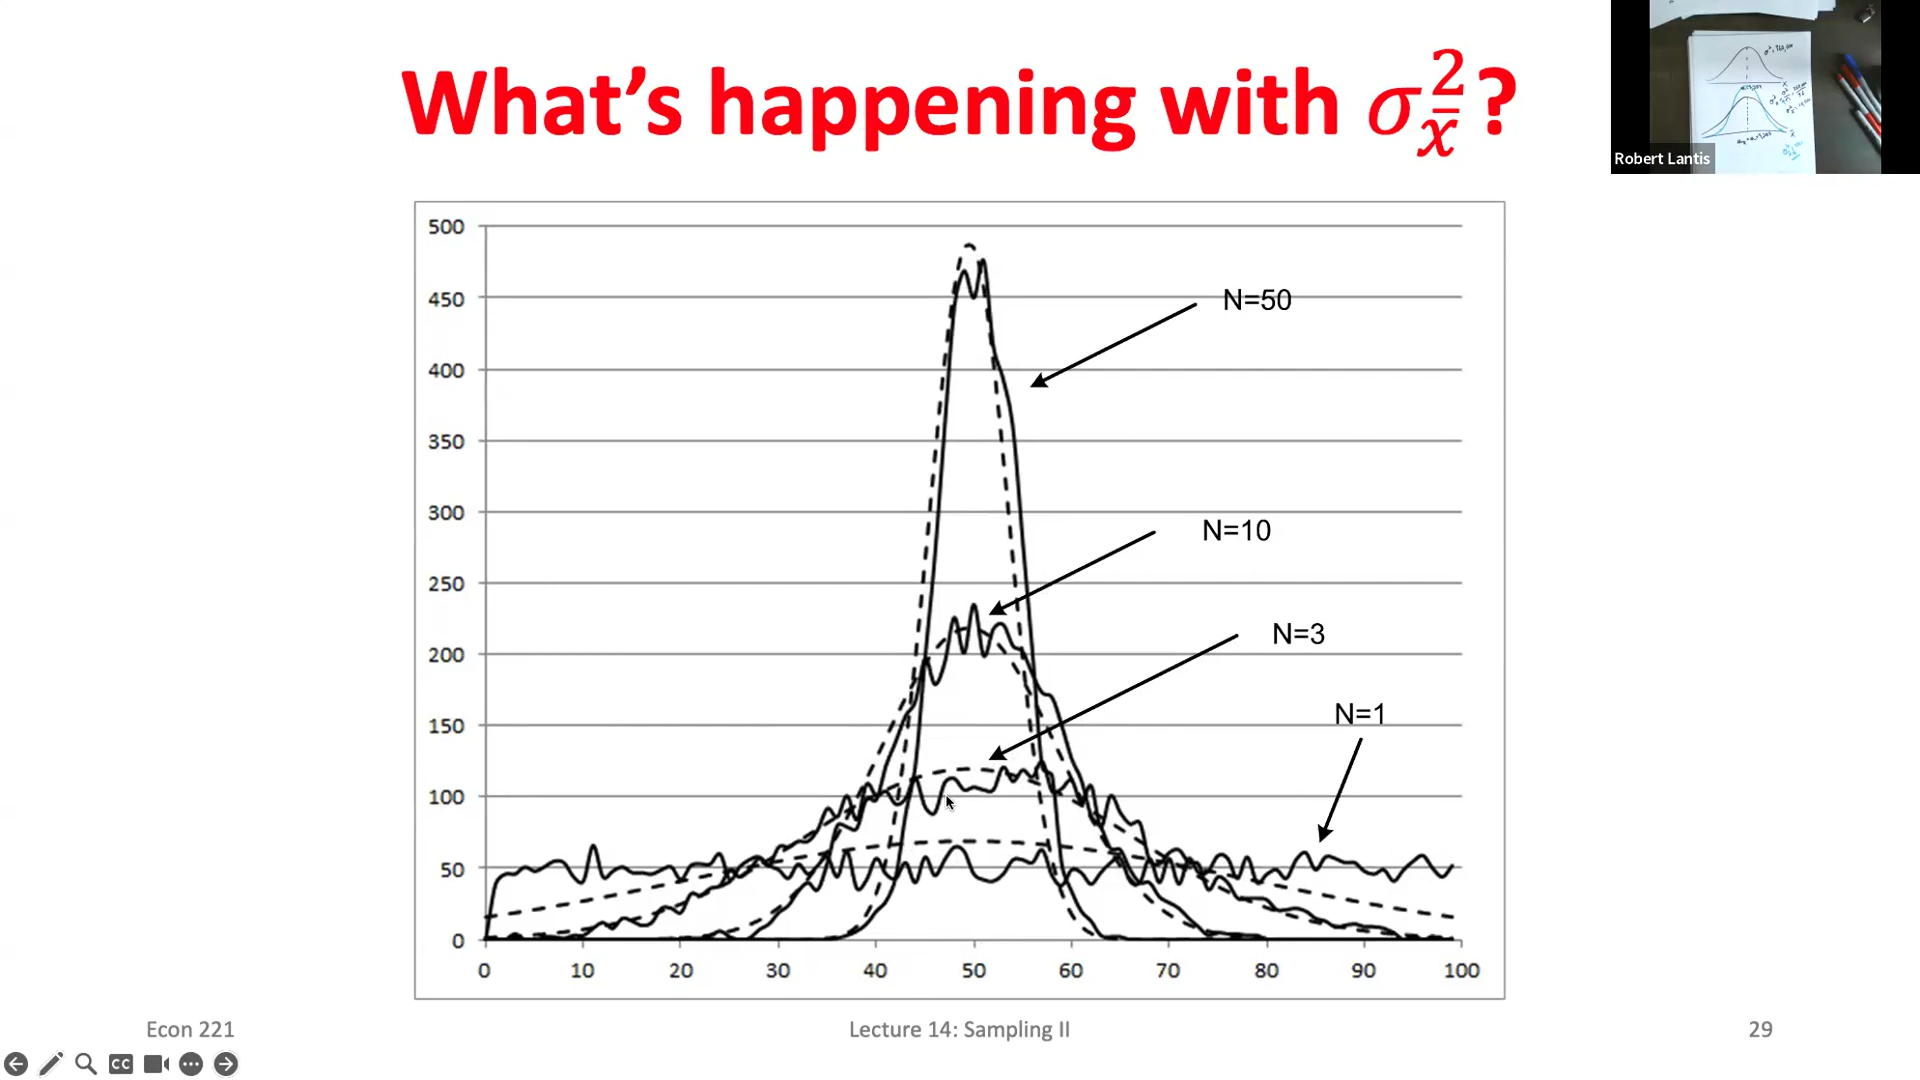 What's happening with σ²x̄?
Robert Lantis
500
450
400
350
300
250
200
150
100
50
0
N=50
N=10
N=3
N=1
0 10 20 30 40 50 60 70 80 90 100
Econ 221
Lecture 14: Sampling II
29
CC